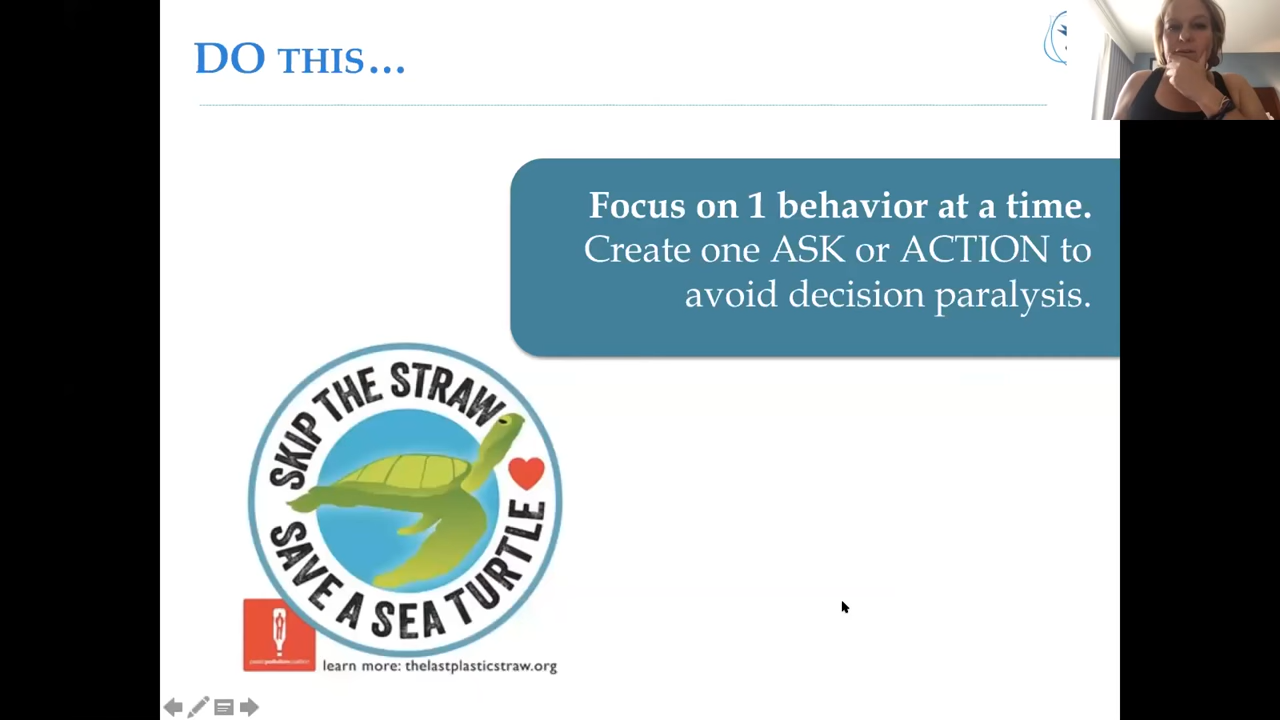 DO THIS...
Focus on 1 behavior at a time.
Create one ASK or ACTION to
avoid decision paralysis.
SKIP THE STRAW
SAVE A SEA TURTLE
learn more: thelastplasticstraw.org